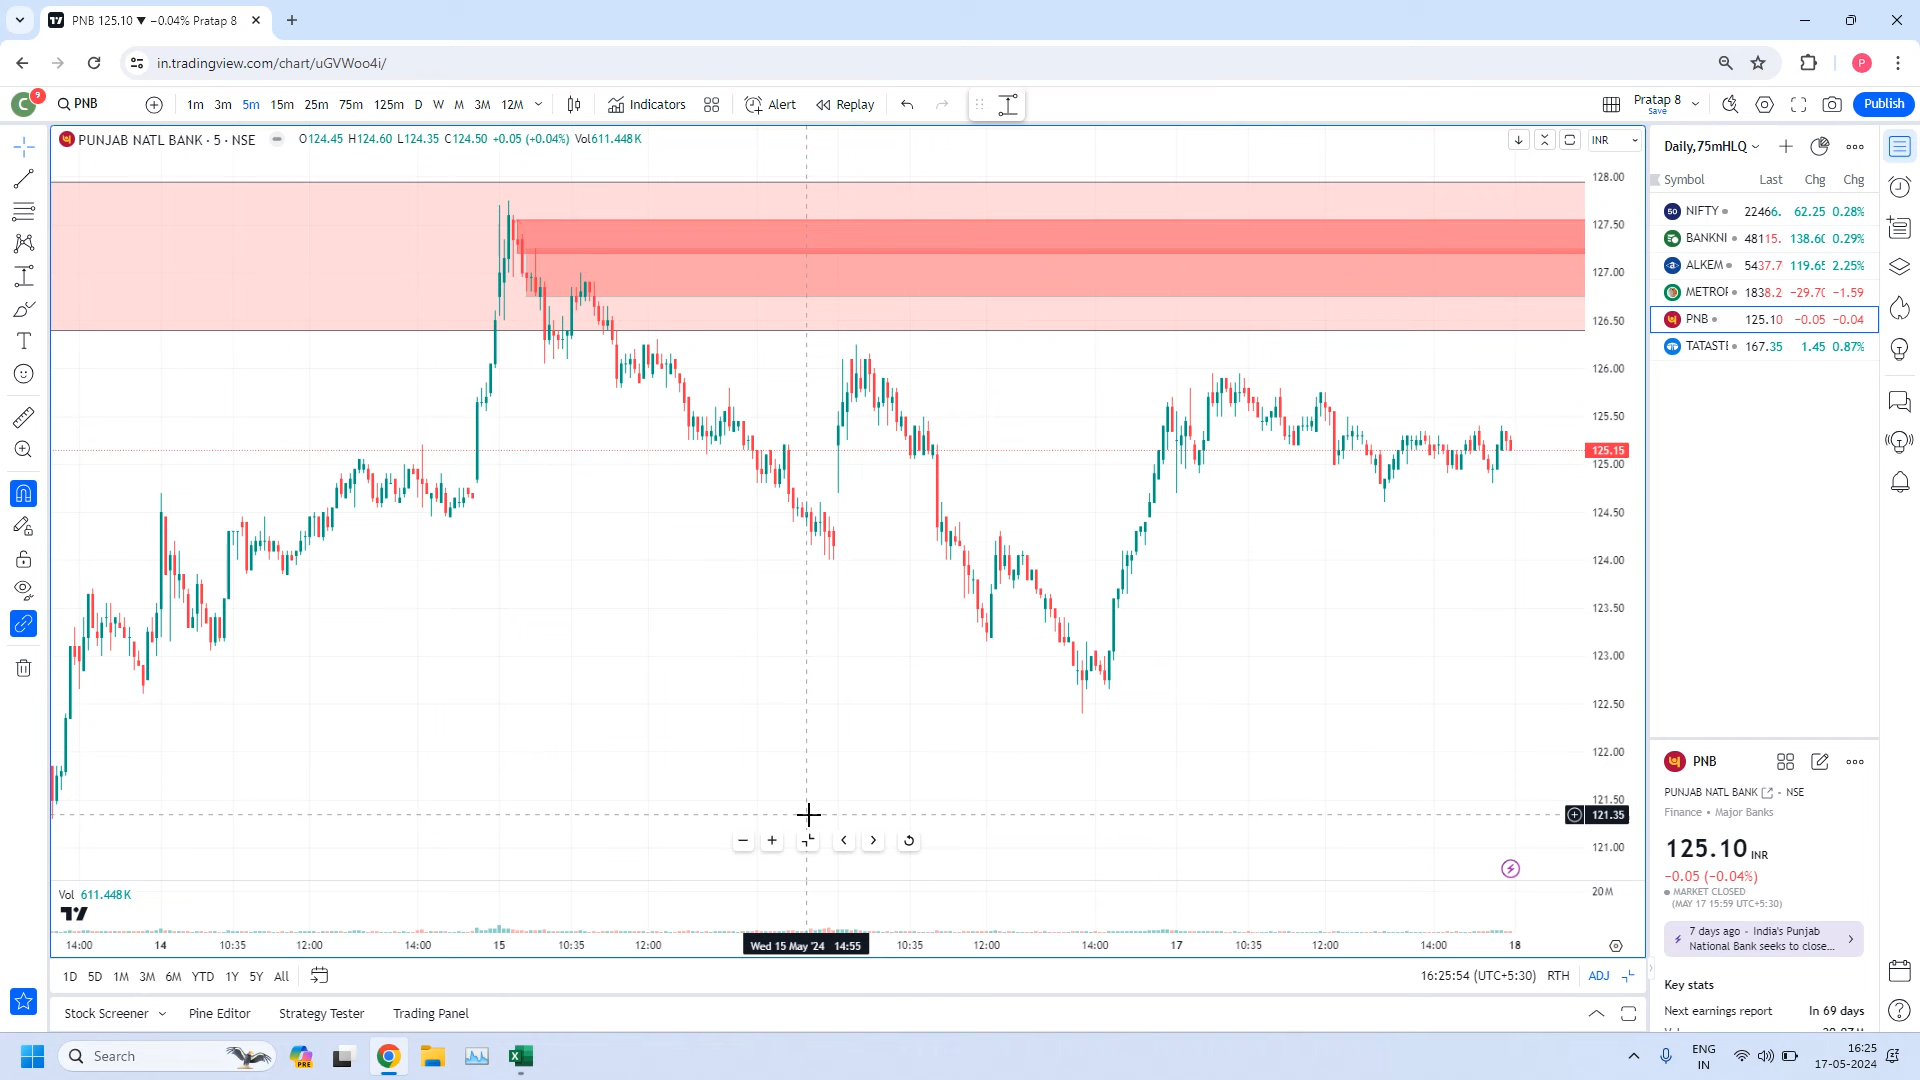 PNB 125.10 ▼ −0.04% Pratap 8
in.tradingview.com/chart/uGVWoo4i/
P
C 9 PNB 1m 3m 5m 15m 25m 75m 125m D W M 3M 12M Indicators Alert Replay Pratap 8 Save Publish
PUNJAB NATL BANK · 5 · NSE O124.45 H124.60 L124.35 C124.50 +0.05 (+0.04%) Vol611.448K INR
128.00
127.50
127.00
126.50
126.00
125.50
125.15
125.00
124.50
124.00
123.50
123.00
122.50
122.00
121.50
121.35
121.00
Vol 611.448K
20M
14:00 14 10:35 12:00 14:00 15 10:35 12:00 Wed 15 May '24 14:55 10:35 12:00 14:00 17 10:35 12:00 14:00 18
1D 5D 1M 3M 6M YTD 1Y 5Y All 16:25:54 (UTC+5:30) RTH ADJ
Stock Screener Pine Editor Strategy Tester Trading Panel
Daily,75mHLQ
Symbol Last Chg Chg
50 NIFTY 22466. 62.25 0.28%
BANKNI 48115. 138.60 0.29%
ALKEM 5437.7 119.65 2.25%
METROF 1838.2 −29.70 −1.59
PNB 125.10 −0.05 −0.04
TATASTE 167.35 1.45 0.87%
PNB
PUNJAB NATL BANK · NSE
Finance • Major Banks
125.10 INR
−0.05 (−0.04%)
MARKET CLOSED
(MAY 17 15:59 UTC+5:30)
7 days ago · India's Punjab
National Bank seeks to close...
Key stats
Next earnings report In 69 days
Search
PRE
ENG
IN
16:25
17-05-2024